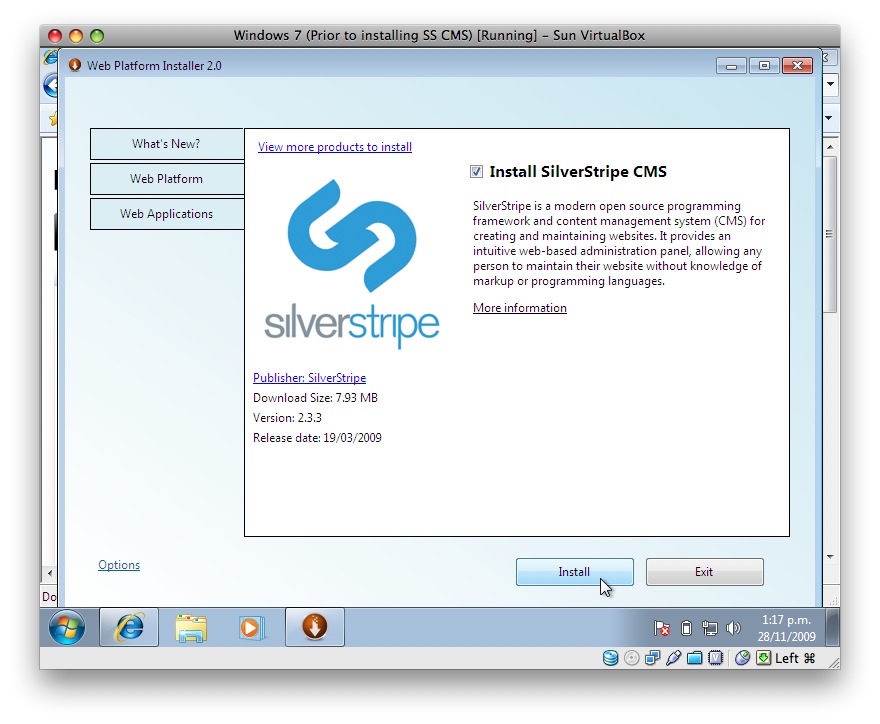 Windows 7 (Prior to installing SS CMS) [Running] – Sun VirtualBox
Web Platform Installer 2.0
What's New?
Web Platform
Web Applications
View more products to install
silverstripe
Publisher: SilverStripe
Download Size: 7.93 MB
Version: 2.3.3
Release date: 19/03/2009
Install SilverStripe CMS
SilverStripe is a modern open source programming
framework and content management system (CMS) for
creating and maintaining websites. It provides an
intuitive web-based administration panel, allowing any
person to maintain their website without knowledge of
markup or programming languages.
More information
Options
Install
Exit
Do
1:17 p.m.
28/11/2009
Left ⌘